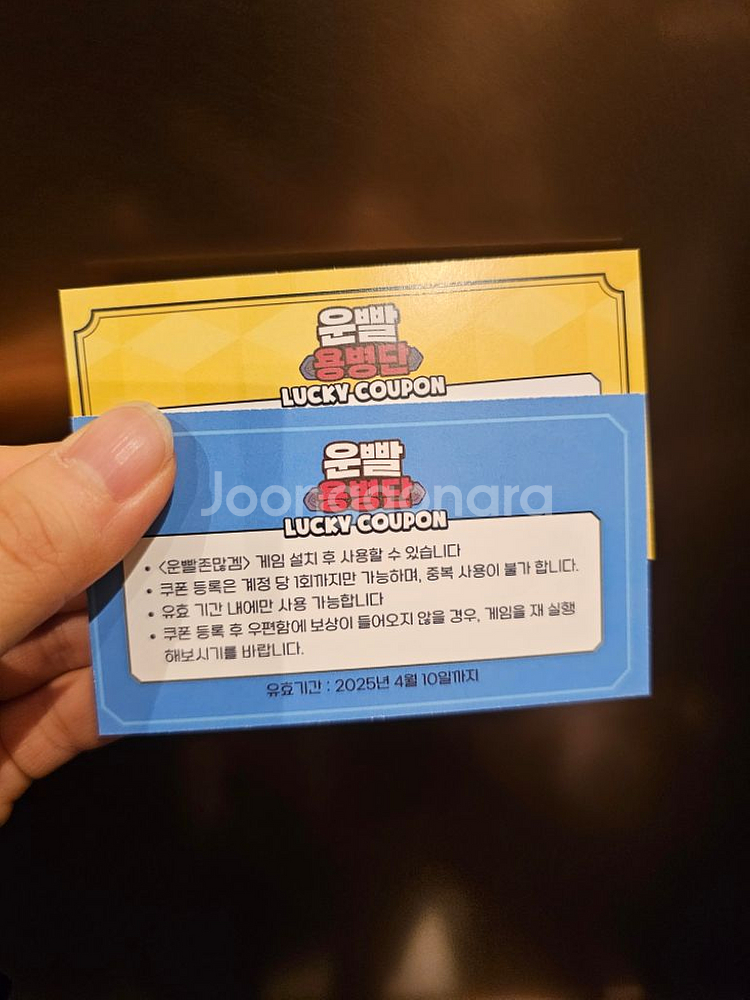 운빨
용병단
LUCKY COUPON
운빨
용병단
LUCKY COUPON
Joonggonara
• <운빨존많겜> 게임 설치 후 사용할 수 있습니다
• 쿠폰 등록은 계정 당 1회까지만 가능하며, 중복 사용이 불가 합니다.
• 유효 기간 내에만 사용 가능합니다
• 쿠폰 등록 후 우편함에 보상이 들어오지 않을 경우, 게임을 재 실행
해보시기를 바랍니다.
유효기간 : 2025년 4월 10일까지